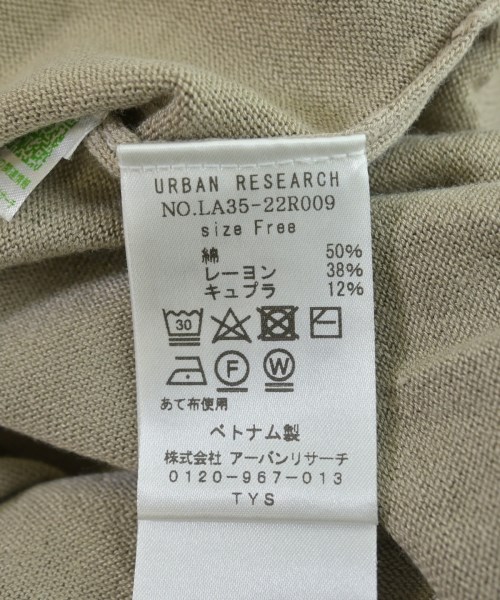 URBAN RESEARCH
NO.LA35-22R009
size Free
綿 50%
レーヨン 38%
キュプラ 12%
30
F W
あて布使用
ベトナム製
株式会社 アーバンリサーチ
0120-967-013
TYS